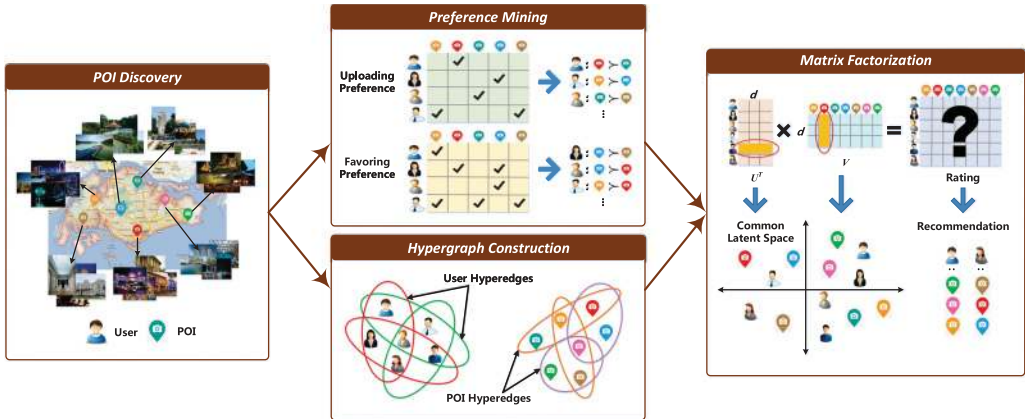 POI Discovery
User
POI
Preference Mining
Uploading
Preference
:
≻
:
≻
:
≻
⋮
Favoring
Preference
:
≻
:
≻
:
≻
⋮
Hypergraph Construction
User Hyperedges
POI Hyperedges
Matrix Factorization
d
×
d
=
?
U^T
V
Rating
Common
Latent Space
Recommendation
:
: